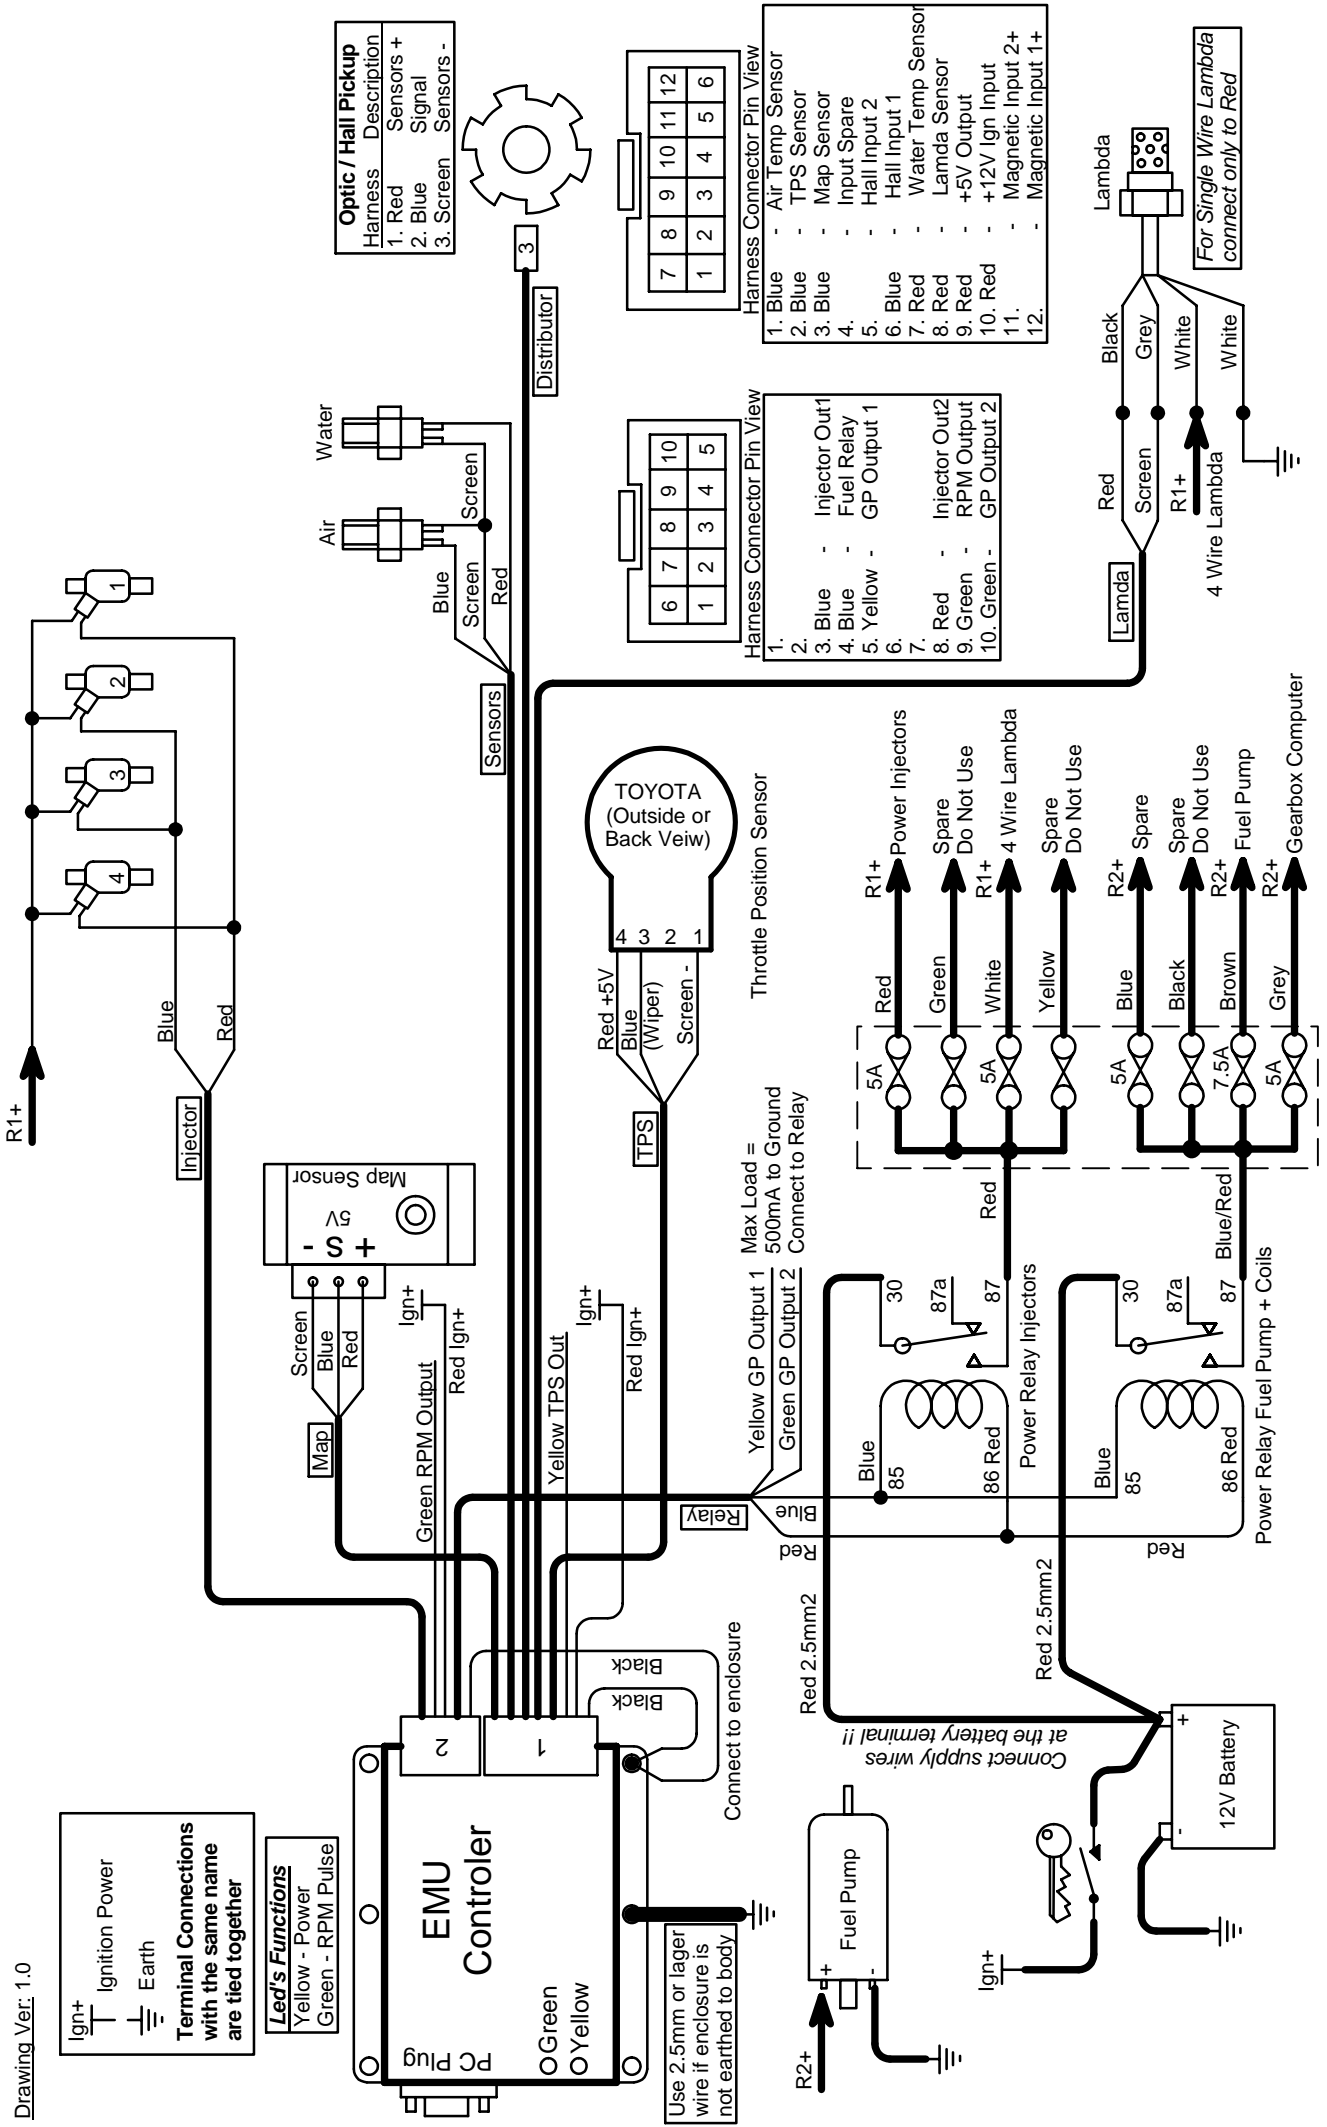 Drawing Ver: 1.0
Ign+
Ignition Power
Earth
Terminal Connections
with the same name
are tied together
Led's Functions
Yellow - Power
Green - RPM Pulse
PC Plug
EMU
Controler
Green
Yellow
2
1
Use 2.5mm or lager
wire if enclosure is
not earthed to body
Connect to enclosure
Black
Black
R1+
Injector
Blue
Red
4
3
2
1
Map
Screen
Blue
Red
- S +
5V
Map Sensor
Green RPM Output
Red Ign+
Ign+
Yellow TPS Out
Red Ign+
Ign+
Sensors
Blue
Screen
Red
Screen
Air
Water
Distributor
3
Optic / Hall Pickup
Harness Description
1. Red Sensors +
2. Blue Signal
3. Screen Sensors -
TPS
Red +5V
Blue
(Wiper)
Screen -
4 3 2 1
TOYOTA
(Outside or
Back Veiw)
Throttle Position Sensor
6 7 8 9 10
1 2 3 4 5
Harness Connector Pin View
1.
2.
3. Blue - Injector Out1
4. Blue - Fuel Relay
5. Yellow - GP Output 1
6.
7.
8. Red - Injector Out2
9. Green - RPM Output
10. Green - GP Output 2
7 8 9 10 11 12
1 2 3 4 5 6
Harness Connector Pin View
1. Blue - Air Temp Sensor
2. Blue - TPS Sensor
3. Blue - Map Sensor
4. - Input Spare
5. - Hall Input 2
6. Blue - Hall Input 1
7. Red - Water Temp Sensor
8. Red - Lamda Sensor
9. Red - +5V Output
10. Red - +12V Ign Input
11. - Magnetic Input 2+
12. - Magnetic Input 1+
Relay
Yellow GP Output 1
Green GP Output 2
Max Load =
500mA to Ground
Connect to Relay
Blue
Red
Red
Red 2.5mm2
Red 2.5mm2
Blue
85
86 Red
30
87a
87
Power Relay Injectors
Red
Blue
85
86 Red
30
87a
87
Power Relay Fuel Pump + Coils
Blue/Red
5A
Red
R1+
Power Injectors
Green
Spare
Do Not Use
5A
White
R1+
4 Wire Lambda
Yellow
Spare
Do Not Use
5A
Blue
R2+
Spare
Black
Spare
Do Not Use
7.5A
Brown
R2+
Fuel Pump
5A
Grey
R2+
Gearbox Computer
Lamda
Red
Screen
R1+
4 Wire Lambda
Black
Grey
White
White
Lambda
For Single Wire Lambda
connect only to Red
R2+
+
-
Fuel Pump
Connect supply wires
at the battery terminal !!
Ign+
-
+
12V Battery